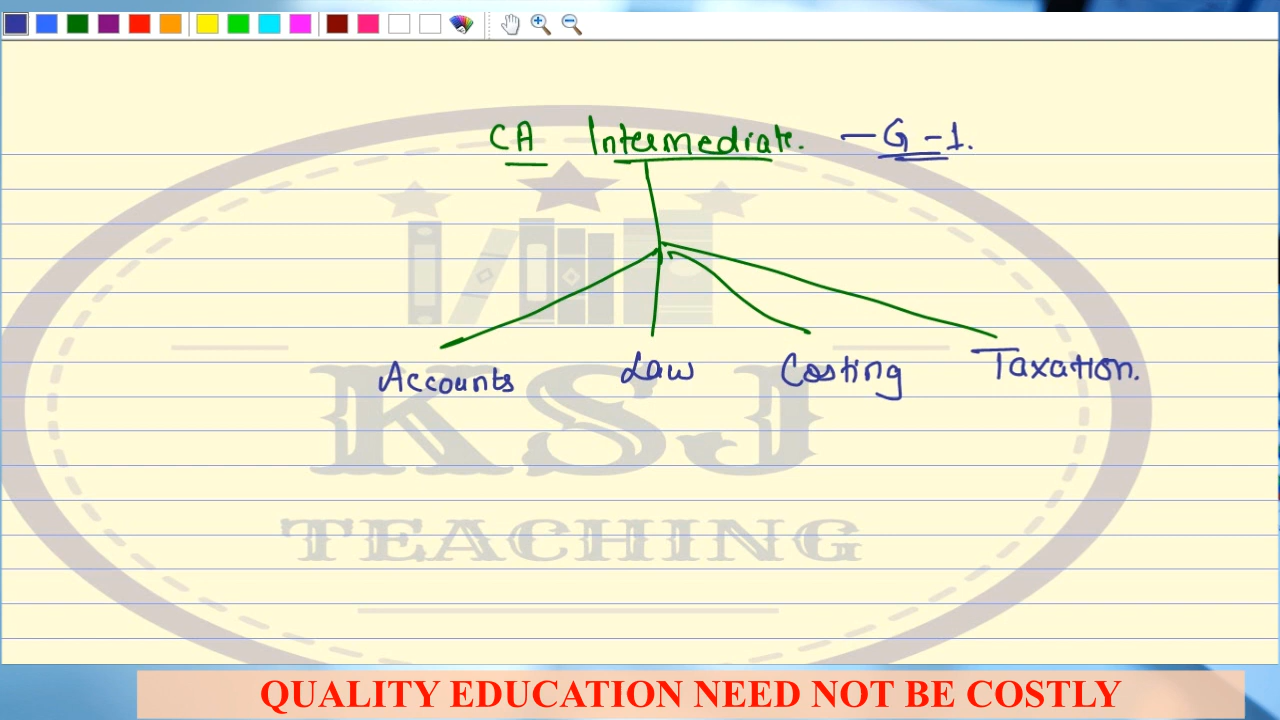 CA Intermediate. - G-1.
Accounts Law Costing Taxation.
KSJ
TEACHING
QUALITY EDUCATION NEED NOT BE COSTLY